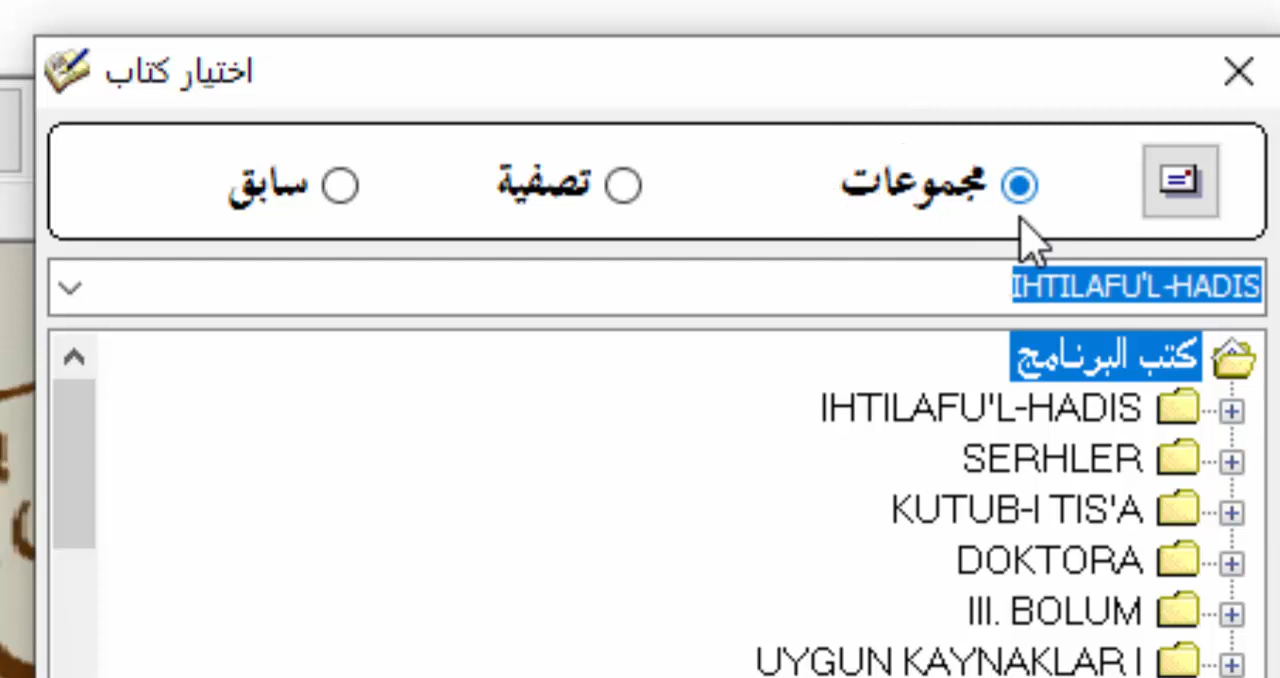 اختيار كتاب
مجموعات تصفية سابق
IHTILAFU'L-HADIS
كتب البرنامج
IHTILAFU'L-HADIS
SERHLER
KUTUB-I TIS'A
DOKTORA
III. BOLUM
UYGUN KAYNAKLAR I